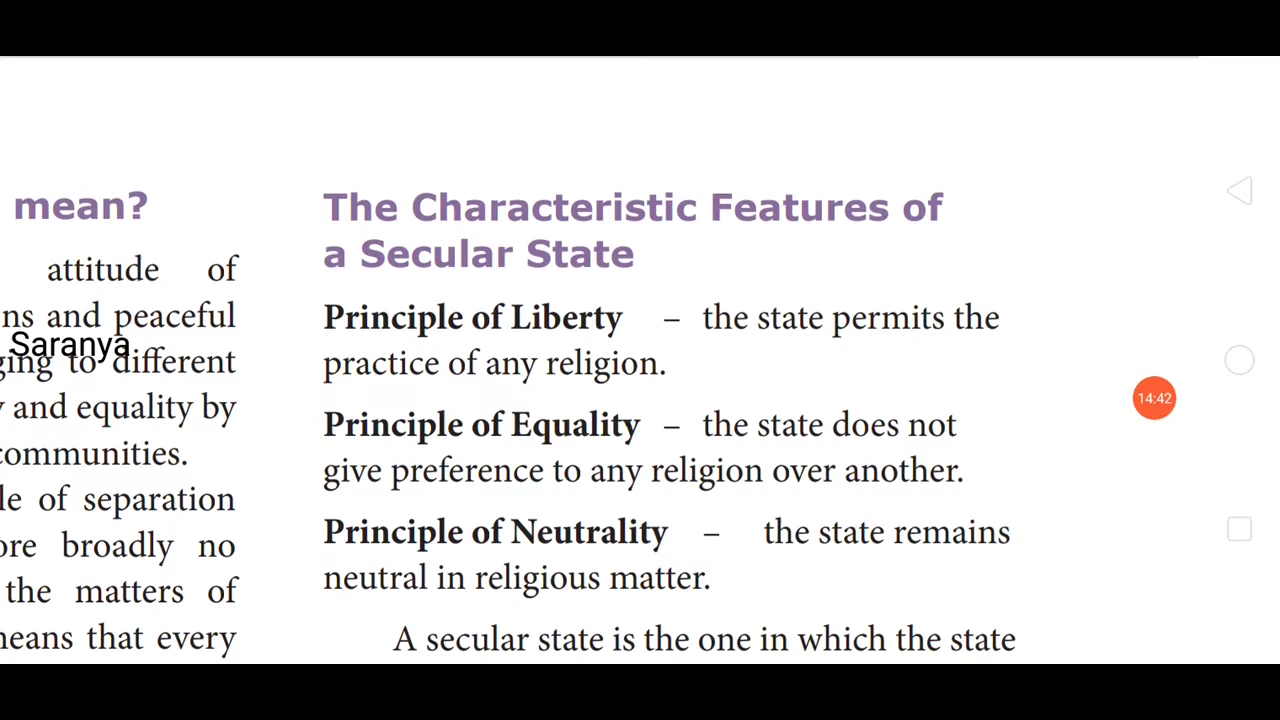 mean?
attitude of
ns and peaceful
Saranya
ging to different
y and equality by
communities.
le of separation
ore broadly no
the matters of
neans that every
The Characteristic Features of
a Secular State
Principle of Liberty – the state permits the
practice of any religion.
Principle of Equality – the state does not
give preference to any religion over another.
Principle of Neutrality – the state remains
neutral in religious matter.
A secular state is the one in which the state
14:42